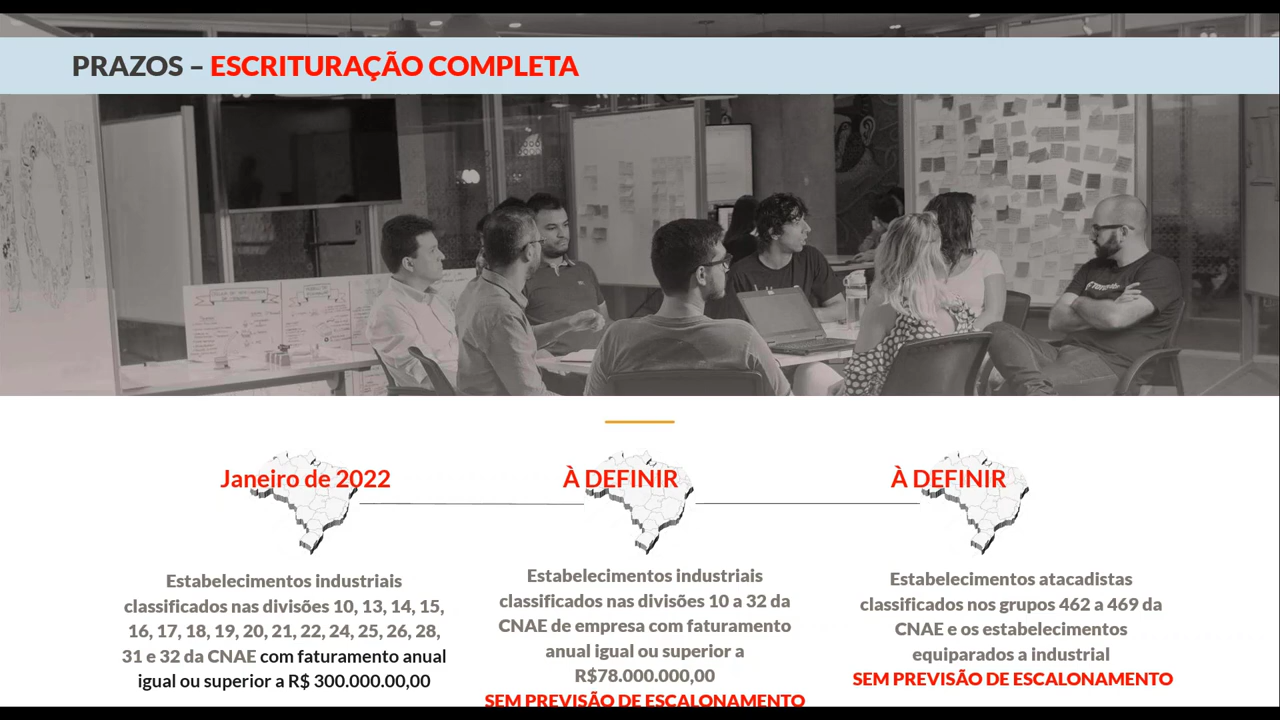 PRAZOS – ESCRITURAÇÃO COMPLETA
Janeiro de 2022
Estabelecimentos industriais
classificados nas divisões 10, 13, 14, 15,
16, 17, 18, 19, 20, 21, 22, 24, 25, 26, 28,
31 e 32 da CNAE com faturamento anual
igual ou superior a R$ 300.000.00,00
À DEFINIR
Estabelecimentos industriais
classificados nas divisões 10 a 32 da
CNAE de empresa com faturamento
anual igual ou superior a
R$78.000.000,00
SEM PREVISÃO DE ESCALONAMENTO
À DEFINIR
Estabelecimentos atacadistas
classificados nos grupos 462 a 469 da
CNAE e os estabelecimentos
equiparados a industrial
SEM PREVISÃO DE ESCALONAMENTO